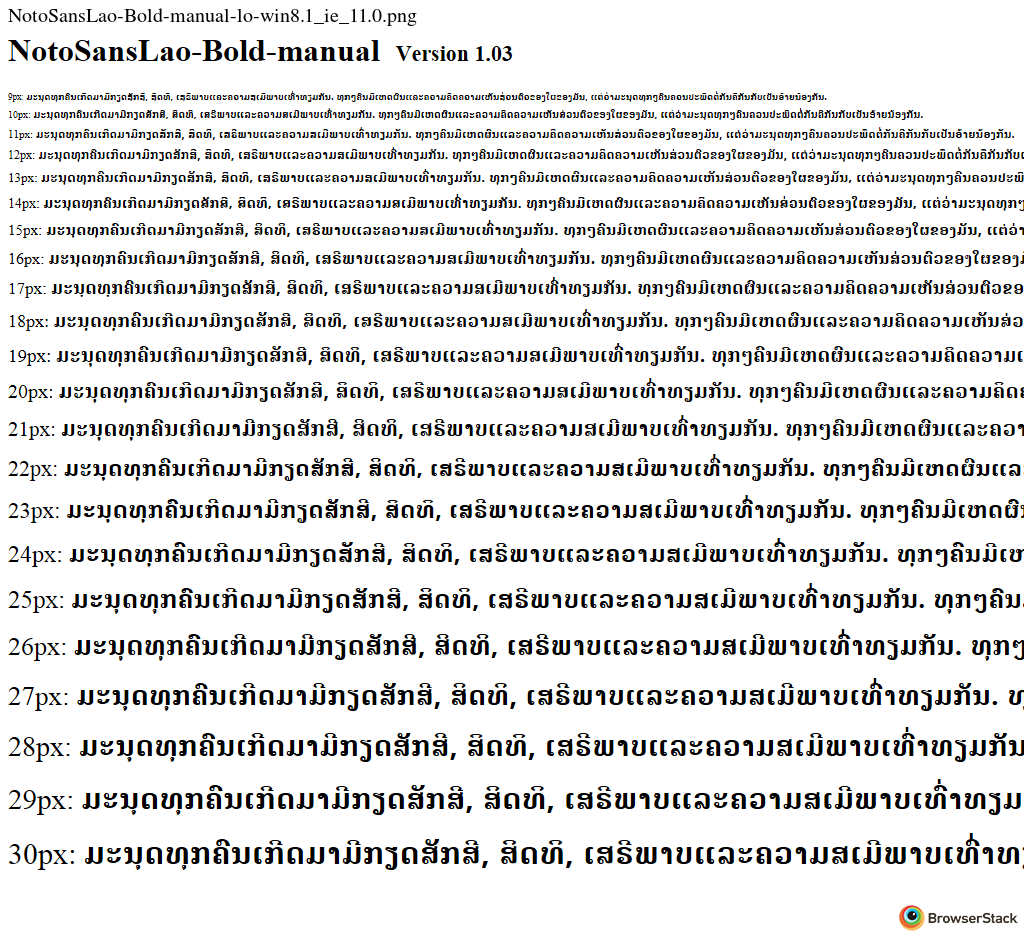 NotoSansLao-Bold-manual-lo-win8.1_ie_11.0.png
NotoSansLao-Bold-manual Version 1.03
9px: ມະນຸດທຸກຄົນເກີດມາມີກຽດສັກສີ, ສິດທິ, ເສຣີພາບແລະຄວາມສເມີພາບເທົ່າທຽມກັນ. ທຸກໆຄົນມີເຫດຜົນແລະຄວາມຄິດຄວາມເຫັນສ່ວນຕົວຂອງໃຜຂອງມັນ, ແຕ່ວ່າມະນຸດທຸກໆຄົນຄວນປະພຶດຕໍ່ກັນຄືກັນກັບເປັນອ້າຍນ້ອງກັນ.
10px: ມະນຸດທຸກຄົນເກີດມາມີກຽດສັກສີ, ສິດທິ, ເສຣີພາບແລະຄວາມສເມີພາບເທົ່າທຽມກັນ. ທຸກໆຄົນມີເຫດຜົນແລະຄວາມຄິດຄວາມເຫັນສ່ວນຕົວຂອງໃຜຂອງມັນ, ແຕ່ວ່າມະນຸດທຸກໆຄົນຄວນປະພຶດຕໍ່ກັນຄືກັນກັບເປັນອ້າຍນ້ອງກັນ.
11px: ມະນຸດທຸກຄົນເກີດມາມີກຽດສັກສີ, ສິດທິ, ເສຣີພາບແລະຄວາມສເມີພາບເທົ່າທຽມກັນ. ທຸກໆຄົນມີເຫດຜົນແລະຄວາມຄິດຄວາມເຫັນສ່ວນຕົວຂອງໃຜຂອງມັນ, ແຕ່ວ່າມະນຸດທຸກໆຄົນຄວນປະພຶດຕໍ່ກັນຄືກັນກັບເປັນອ້າຍນ້ອງກັນ.
12px: ມະນຸດທຸກຄົນເກີດມາມີກຽດສັກສີ, ສິດທິ, ເສຣີພາບແລະຄວາມສເມີພາບເທົ່າທຽມກັນ. ທຸກໆຄົນມີເຫດຜົນແລະຄວາມຄິດຄວາມເຫັນສ່ວນຕົວຂອງໃຜຂອງມັນ, ແຕ່ວ່າມະນຸດທຸກໆຄົນຄວນປະພຶດຕໍ່ກັນຄືກັນກັບເ
13px: ມະນຸດທຸກຄົນເກີດມາມີກຽດສັກສີ, ສິດທິ, ເສຣີພາບແລະຄວາມສເມີພາບເທົ່າທຽມກັນ. ທຸກໆຄົນມີເຫດຜົນແລະຄວາມຄິດຄວາມເຫັນສ່ວນຕົວຂອງໃຜຂອງມັນ, ແຕ່ວ່າມະນຸດທຸກໆຄົນຄວນປະພຶ
14px: ມະນຸດທຸກຄົນເກີດມາມີກຽດສັກສີ, ສິດທິ, ເສຣີພາບແລະຄວາມສເມີພາບເທົ່າທຽມກັນ. ທຸກໆຄົນມີເຫດຜົນແລະຄວາມຄິດຄວາມເຫັນສ່ວນຕົວຂອງໃຜຂອງມັນ, ແຕ່ວ່າມະນຸດທຸກໆ
15px: ມະນຸດທຸກຄົນເກີດມາມີກຽດສັກສີ, ສິດທິ, ເສຣີພາບແລະຄວາມສເມີພາບເທົ່າທຽມກັນ. ທຸກໆຄົນມີເຫດຜົນແລະຄວາມຄິດຄວາມເຫັນສ່ວນຕົວຂອງໃຜຂອງມັນ, ແຕ່ວ່າ
16px: ມະນຸດທຸກຄົນເກີດມາມີກຽດສັກສີ, ສິດທິ, ເສຣີພາບແລະຄວາມສເມີພາບເທົ່າທຽມກັນ. ທຸກໆຄົນມີເຫດຜົນແລະຄວາມຄິດຄວາມເຫັນສ່ວນຕົວຂອງໃຜຂອງມັ
17px: ມະນຸດທຸກຄົນເກີດມາມີກຽດສັກສີ, ສິດທິ, ເສຣີພາບແລະຄວາມສເມີພາບເທົ່າທຽມກັນ. ທຸກໆຄົນມີເຫດຜົນແລະຄວາມຄິດຄວາມເຫັນສ່ວນຕົວຂອ
18px: ມະນຸດທຸກຄົນເກີດມາມີກຽດສັກສີ, ສິດທິ, ເສຣີພາບແລະຄວາມສເມີພາບເທົ່າທຽມກັນ. ທຸກໆຄົນມີເຫດຜົນແລະຄວາມຄິດຄວາມເຫັນສ່ວ
19px: ມະນຸດທຸກຄົນເກີດມາມີກຽດສັກສີ, ສິດທິ, ເສຣີພາບແລະຄວາມສເມີພາບເທົ່າທຽມກັນ. ທຸກໆຄົນມີເຫດຜົນແລະຄວາມຄິດຄວາມເ
20px: ມະນຸດທຸກຄົນເກີດມາມີກຽດສັກສີ, ສິດທິ, ເສຣີພາບແລະຄວາມສເມີພາບເທົ່າທຽມກັນ. ທຸກໆຄົນມີເຫດຜົນແລະຄວາມຄິດຄ
21px: ມະນຸດທຸກຄົນເກີດມາມີກຽດສັກສີ, ສິດທິ, ເສຣີພາບແລະຄວາມສເມີພາບເທົ່າທຽມກັນ. ທຸກໆຄົນມີເຫດຜົນແລະຄວາ
22px: ມະນຸດທຸກຄົນເກີດມາມີກຽດສັກສີ, ສິດທິ, ເສຣີພາບແລະຄວາມສເມີພາບເທົ່າທຽມກັນ. ທຸກໆຄົນມີເຫດຜົນແລ
23px: ມະນຸດທຸກຄົນເກີດມາມີກຽດສັກສີ, ສິດທິ, ເສຣີພາບແລະຄວາມສເມີພາບເທົ່າທຽມກັນ. ທຸກໆຄົນມີເຫດຜົນ
24px: ມະນຸດທຸກຄົນເກີດມາມີກຽດສັກສີ, ສິດທິ, ເສຣີພາບແລະຄວາມສເມີພາບເທົ່າທຽມກັນ. ທຸກໆຄົນມີເຫ
25px: ມະນຸດທຸກຄົນເກີດມາມີກຽດສັກສີ, ສິດທິ, ເສຣີພາບແລະຄວາມສເມີພາບເທົ່າທຽມກັນ. ທຸກໆຄົນ
26px: ມະນຸດທຸກຄົນເກີດມາມີກຽດສັກສີ, ສິດທິ, ເສຣີພາບແລະຄວາມສເມີພາບເທົ່າທຽມກັນ. ທຸກໆ
27px: ມະນຸດທຸກຄົນເກີດມາມີກຽດສັກສີ, ສິດທິ, ເສຣີພາບແລະຄວາມສເມີພາບເທົ່າທຽມກັນ. ທຸ
28px: ມະນຸດທຸກຄົນເກີດມາມີກຽດສັກສີ, ສິດທິ, ເສຣີພາບແລະຄວາມສເມີພາບເທົ່າທຽມກັນ
29px: ມະນຸດທຸກຄົນເກີດມາມີກຽດສັກສີ, ສິດທິ, ເສຣີພາບແລະຄວາມສເມີພາບເທົ່າທຽມ
30px: ມະນຸດທຸກຄົນເກີດມາມີກຽດສັກສີ, ສິດທິ, ເສຣີພາບແລະຄວາມສເມີພາບເທົ່າທຽ
BrowserStack